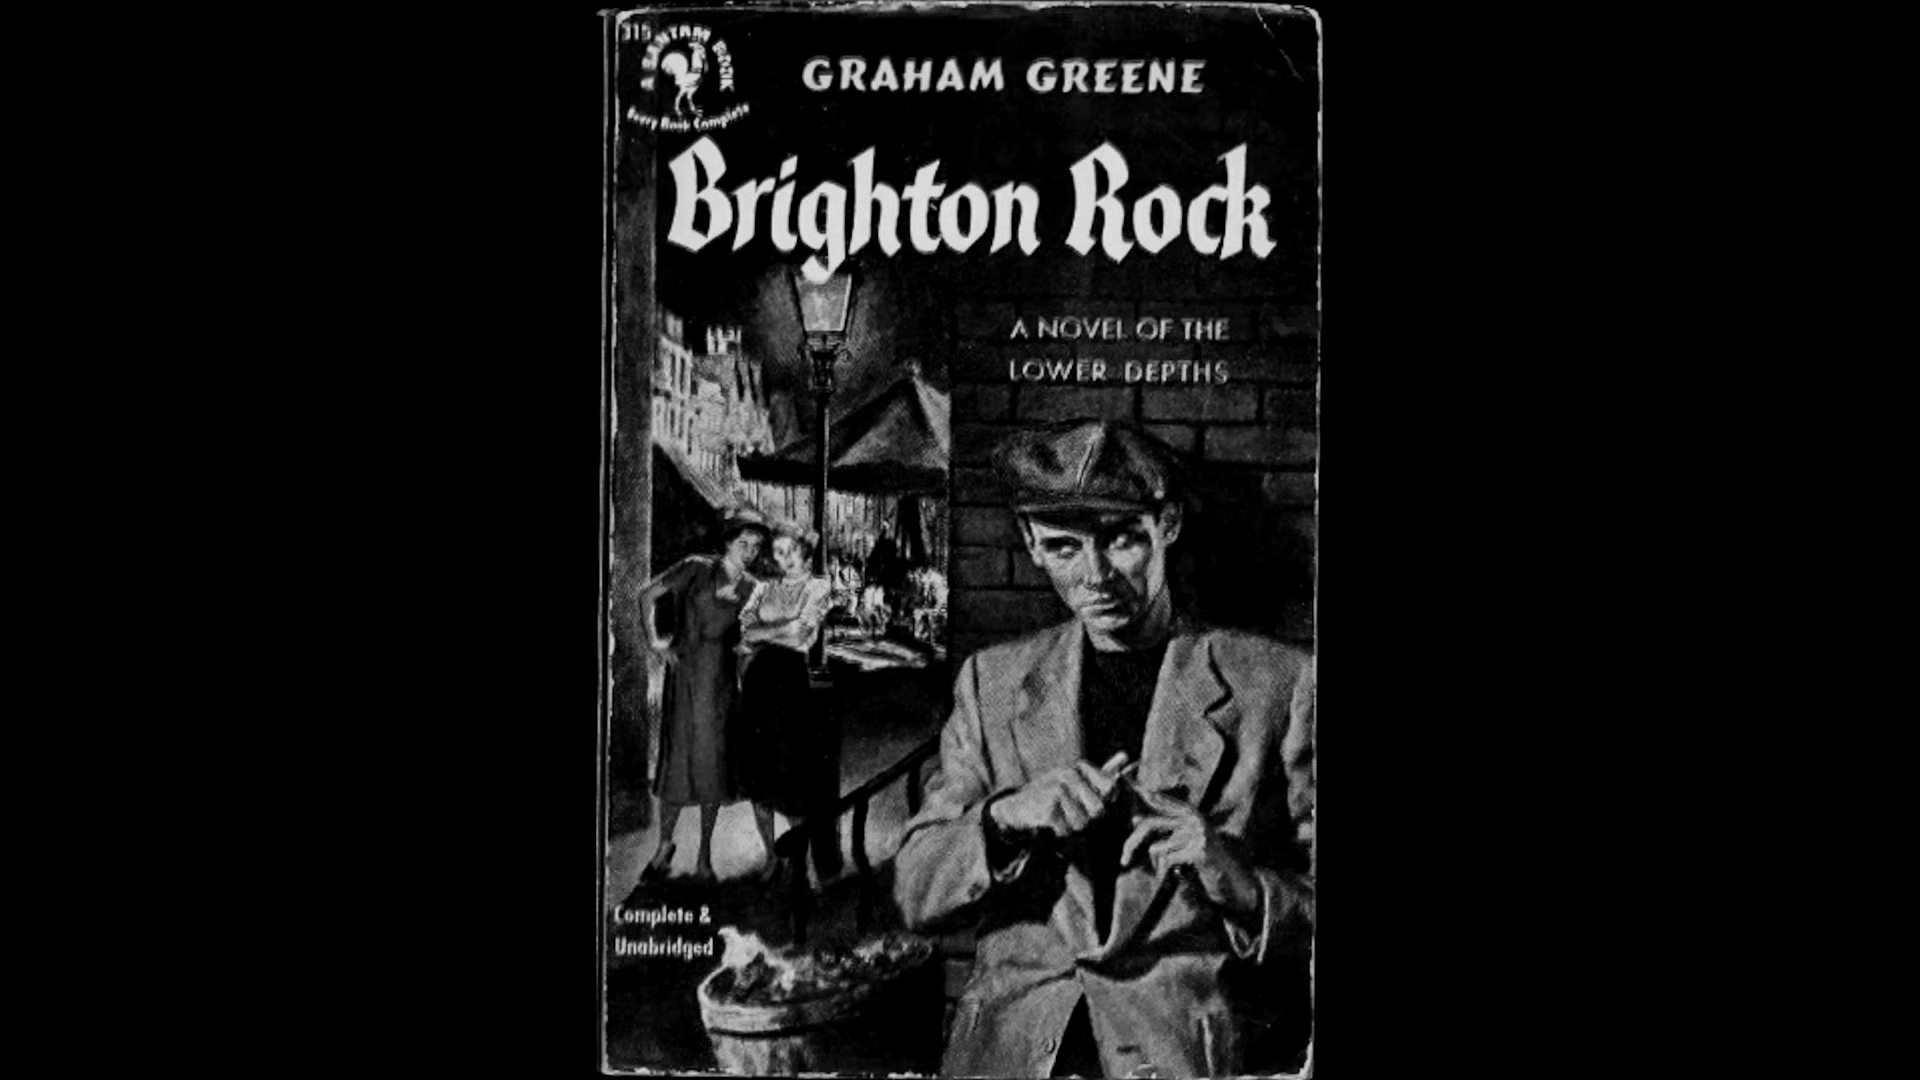 315
A BANTAM BOOK
Every Book Complete
GRAHAM GREENE
Brighton Rock
A NOVEL OF THE
LOWER DEPTHS
Complete &
Unabridged